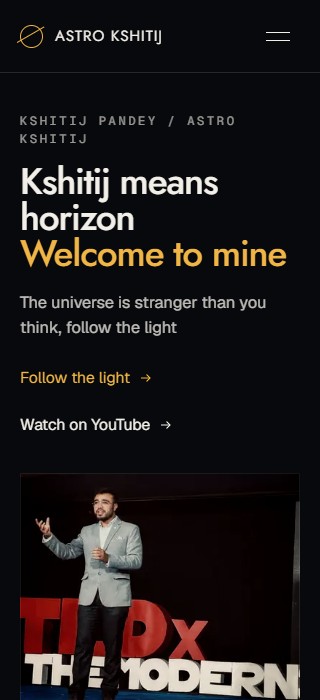 ASTRO KSHITIJ
KSHITIJ PANDEY / ASTRO
KSHITIJ
Kshitij means
horizon
Welcome to mine
The universe is stranger than you
think, follow the light
Follow the light →
Watch on YouTube →
TEDx
THE MODERN